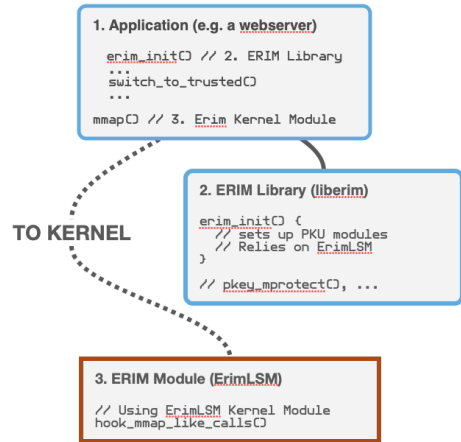 1. Application (e.g. a webserver)
erim_init() // 2. ERIM Library
...
switch_to_trusted()
...
mmap() // 3. Erim Kernel Module
2. ERIM Library (liberim)
erim_init() {
// sets up PKU modules
// Relies on ErimLSM
}
// pkey_mprotect(), ...
TO KERNEL
3. ERIM Module (ErimLSM)
// Using ErimLSM Kernel Module
hook_mmap_like_calls()